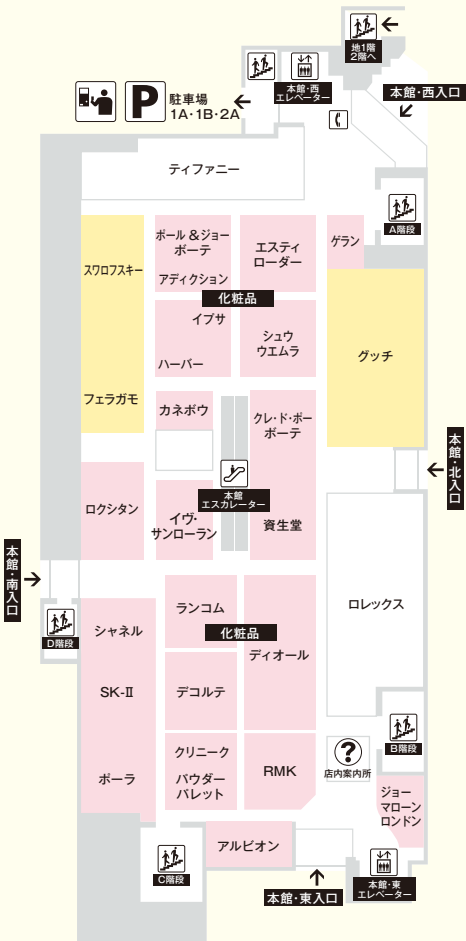 地1階
2階へ
本館・西
エレベーター
P
駐車場
1A・1B・2A
本館・西入口
ティファニー
A階段
スワロフスキー
ポール＆ジョー
ボーテ
アディクション
エスティ
ローダー
ゲラン
化粧品
イプサ
ハーバー
シュウ
ウエムラ
グッチ
フェラガモ
カネボウ
クレ・ド・ポー
ボーテ
本館・北入口
本館
エスカレーター
ロクシタン
イヴ・
サンローラン
資生堂
本館・南入口
D階段
ロレックス
シャネル
ランコム
化粧品
ディオール
SK-II
デコルテ
B階段
クリニーク
パウダー
パレット
RMK
?
店内案内所
ポーラ
ジョー
マローン
ロンドン
アルビオン
C階段
本館・東入口
本館・東
エレベーター